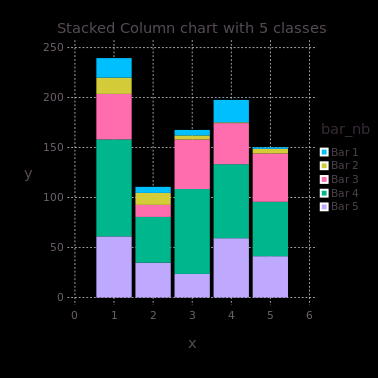 Stacked Column chart with 5 classes
250
200
150
100
50
0
y
0 1 2 3 4 5 6
x
bar_nb
Bar 1
Bar 2
Bar 3
Bar 4
Bar 5